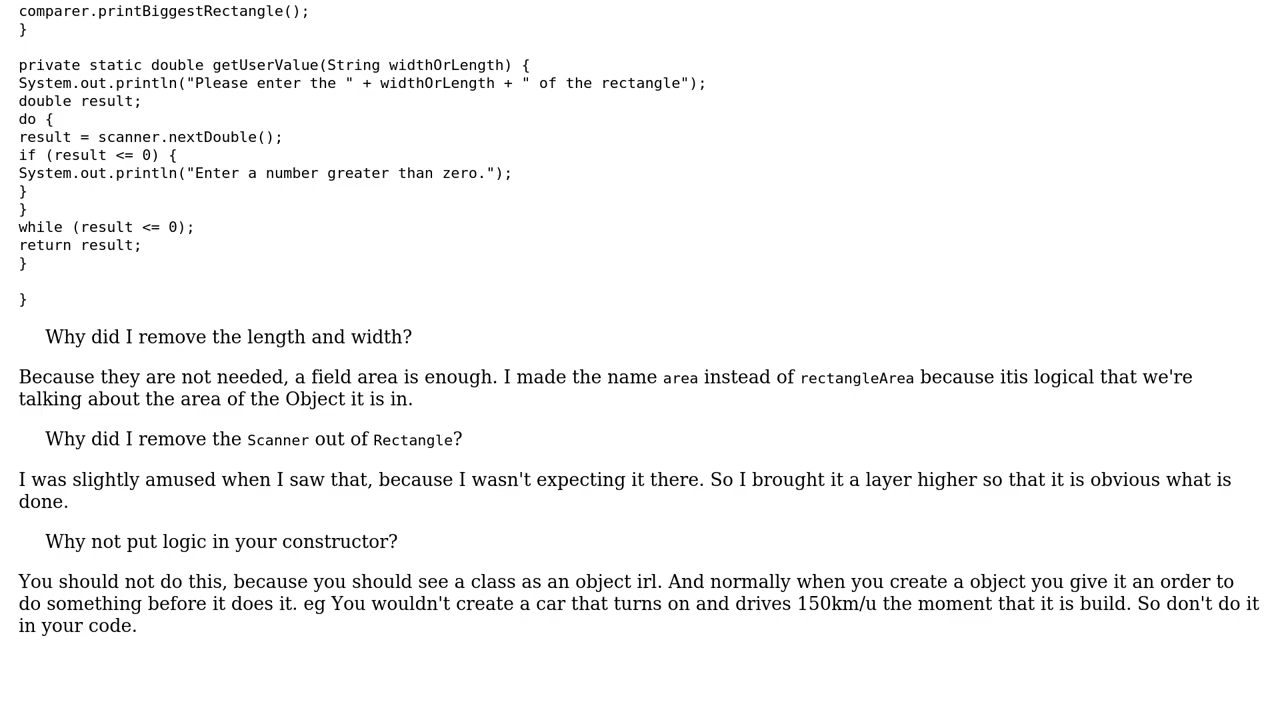 comparer.printBiggestRectangle();
}
private static double getUserValue(String widthOrLength) {
System.out.println("Please enter the " + widthOrLength + " of the rectangle");
double result;
do {
result = scanner.nextDouble();
if (result <= 0) {
System.out.println("Enter a number greater than zero.");
}
}
while (result <= 0);
return result;
}
}
Why did I remove the length and width?
Because they are not needed, a field area is enough. I made the name area instead of rectangleArea because itis logical that we're
talking about the area of the Object it is in.
Why did I remove the Scanner out of Rectangle?
I was slightly amused when I saw that, because I wasn't expecting it there. So I brought it a layer higher so that it is obvious what is
done.
Why not put logic in your constructor?
You should not do this, because you should see a class as an object irl. And normally when you create a object you give it an order to
do something before it does it. eg You wouldn't create a car that turns on and drives 150km/u the moment that it is build. So don't do it
in your code.